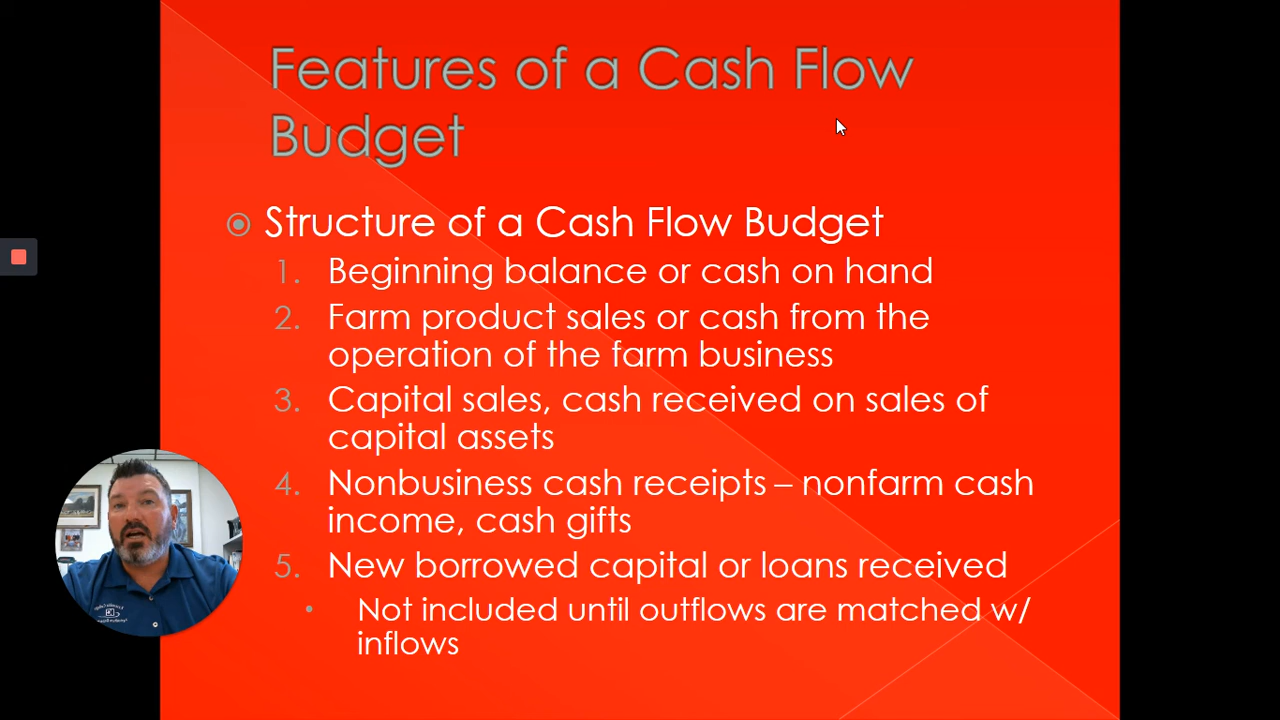 Features of a Cash Flow
Budget
Structure of a Cash Flow Budget
1. Beginning balance or cash on hand
2. Farm product sales or cash from the
operation of the farm business
3. Capital sales, cash received on sales of
capital assets
4. Nonbusiness cash receipts – nonfarm cash
income, cash gifts
5. New borrowed capital or loans received
• Not included until outflows are matched w/
inflows